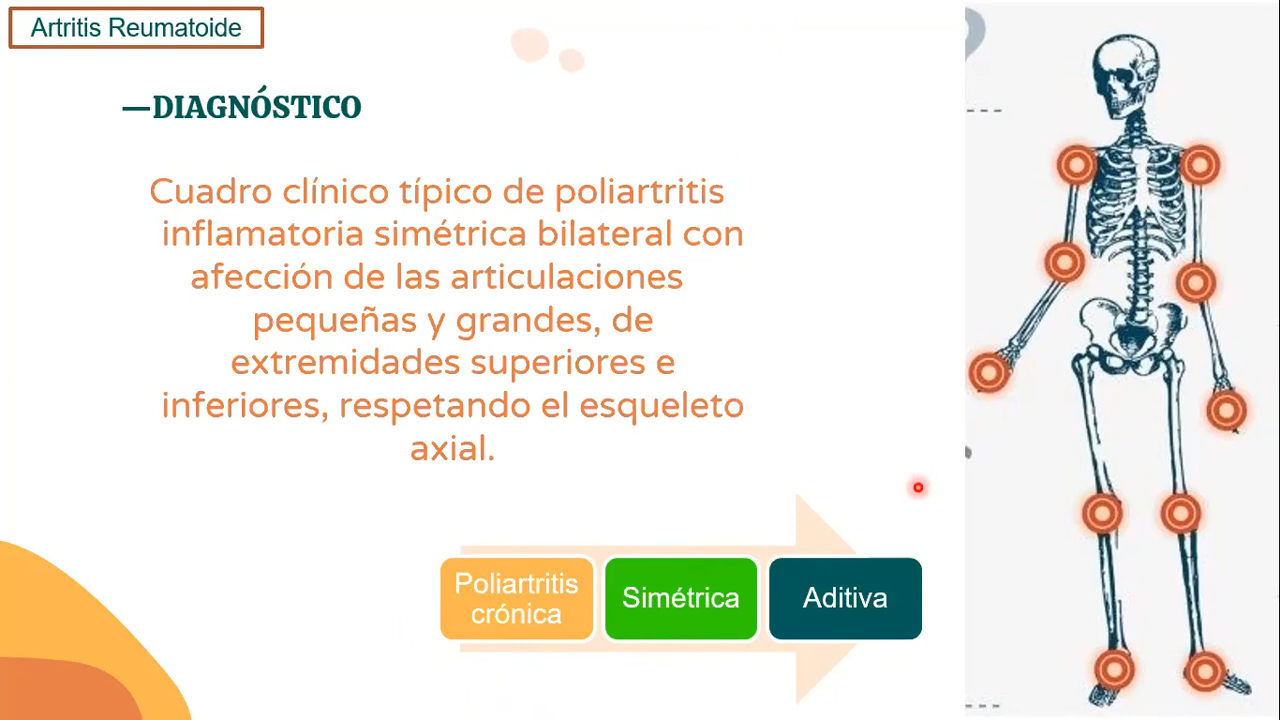 Artritis Reumatoide
—DIAGNÓSTICO
Cuadro clínico típico de poliartritis
inflamatoria simétrica bilateral con
afección de las articulaciones
pequeñas y grandes, de
extremidades superiores e
inferiores, respetando el esqueleto
axial.
Poliartritis
crónica
Simétrica
Aditiva